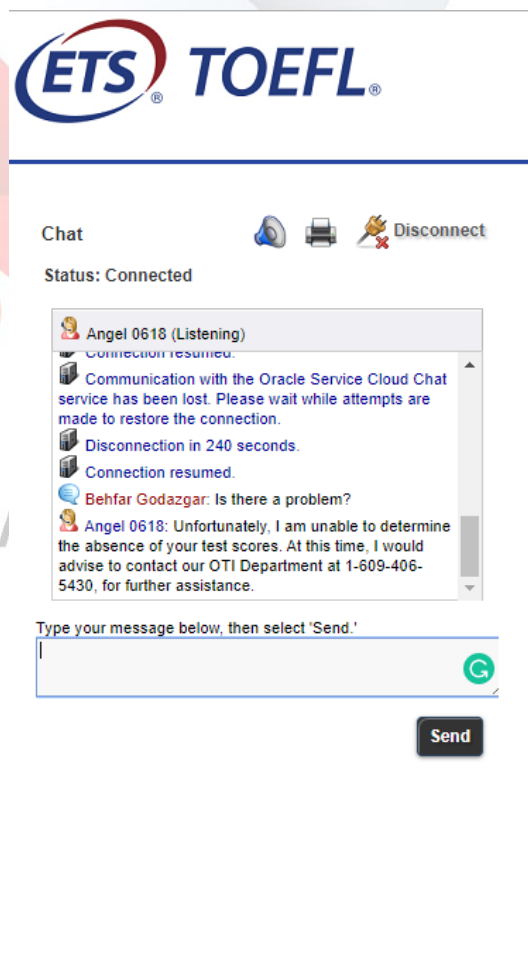 ETS® TOEFL®
Chat
Disconnect
Status: Connected
Angel 0618 (Listening)
Connection resumed.
Communication with the Oracle Service Cloud Chat
service has been lost. Please wait while attempts are
made to restore the connection.
Disconnection in 240 seconds.
Connection resumed.
Behfar Godazgar: Is there a problem?
Angel 0618: Unfortunately, I am unable to determine
the absence of your test scores. At this time, I would
advise to contact our OTI Department at 1-609-406-
5430, for further assistance.
Type your message below, then select 'Send.'
Send